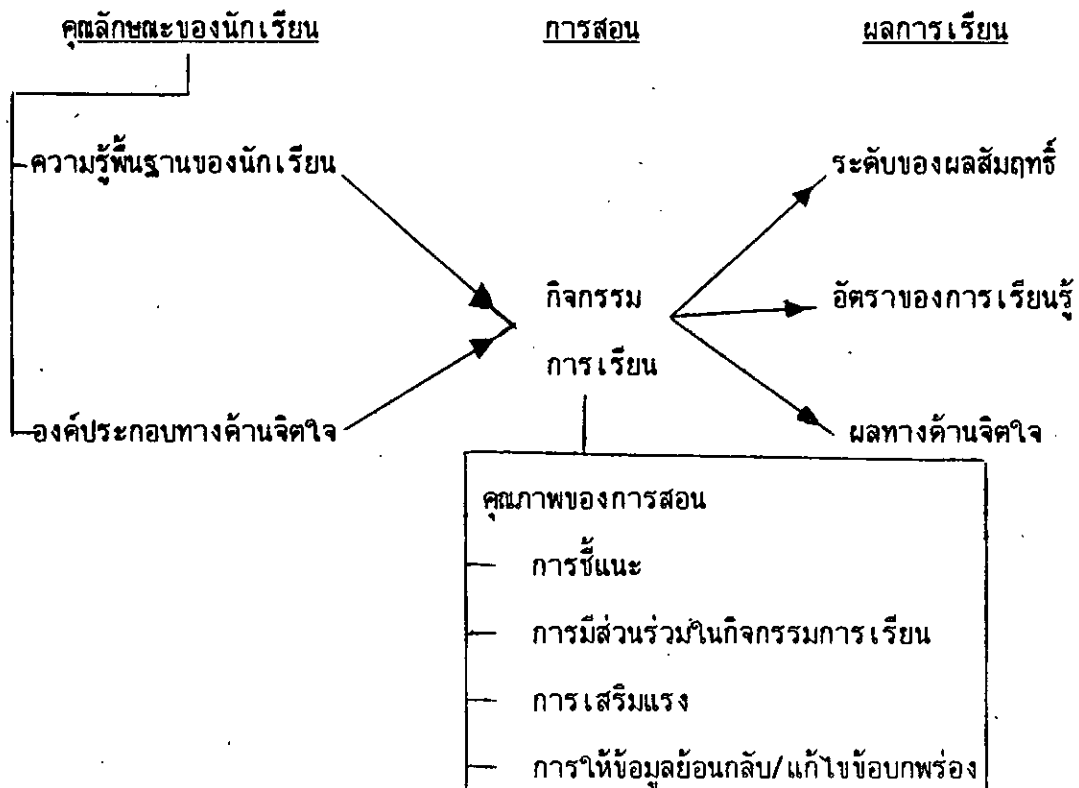 คุณลักษณะของนักเรียน การสอน ผลการเรียน
ความรู้พื้นฐานของนักเรียน ระดับของผลสัมฤทธิ์
กิจกรรม อัตราของการเรียนรู้
การเรียน
องค์ประกอบทางด้านจิตใจ ผลทางด้านจิตใจ
คุณภาพของการสอน
การชี้แนะ
การมีส่วนร่วมในกิจกรรมการเรียน
การเสริมแรง
การให้ข้อมูลย้อนกลับ/แก้ไขข้อบกพร่อง